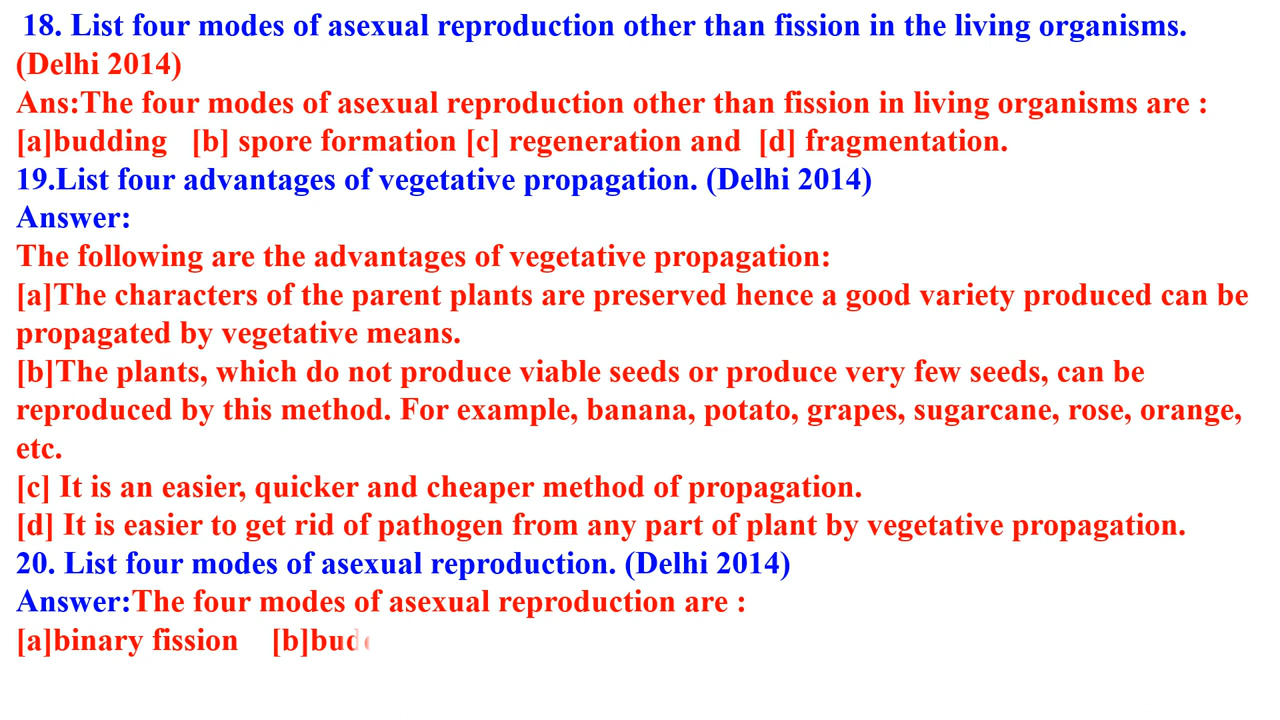 18. List four modes of asexual reproduction other than fission in the living organisms.
(Delhi 2014)
Ans:The four modes of asexual reproduction other than fission in living organisms are :
[a]budding [b] spore formation [c] regeneration and [d] fragmentation.
19.List four advantages of vegetative propagation. (Delhi 2014)
Answer:
The following are the advantages of vegetative propagation:
[a]The characters of the parent plants are preserved hence a good variety produced can be
propagated by vegetative means.
[b]The plants, which do not produce viable seeds or produce very few seeds, can be
reproduced by this method. For example, banana, potato, grapes, sugarcane, rose, orange,
etc.
[c] It is an easier, quicker and cheaper method of propagation.
[d] It is easier to get rid of pathogen from any part of plant by vegetative propagation.
20. List four modes of asexual reproduction. (Delhi 2014)
Answer:The four modes of asexual reproduction are :
[a]binary fission [b]bud